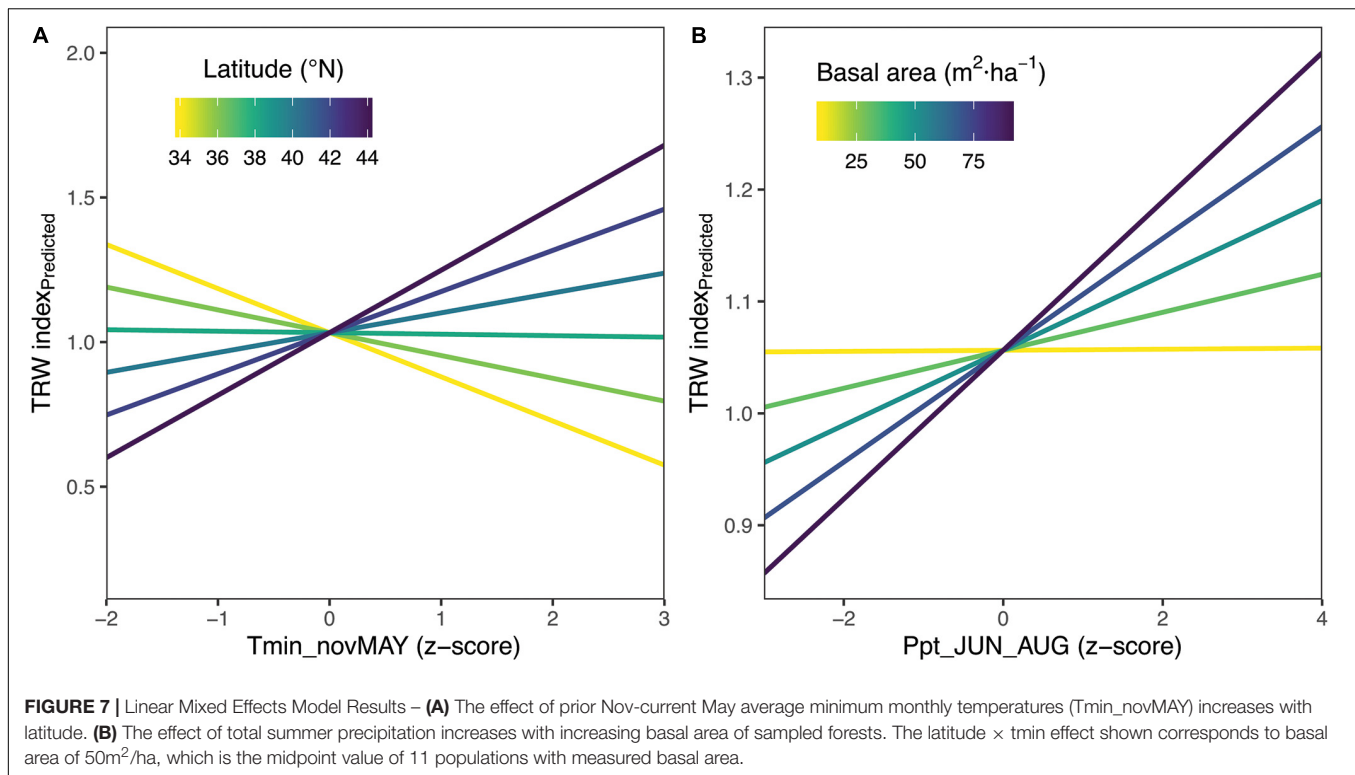 A
Latitude (°N)
34 36 38 40 42 44
2.0
1.5
1.0
0.5
TRW index Predicted
−2 −1 0 1 2 3
Tmin_novMAY (z−score)
B
Basal area (m²·ha⁻¹)
25 50 75
1.3
1.2
1.1
1.0
0.9
TRW index Predicted
−2 0 2 4
Ppt_JUN_AUG (z−score)
FIGURE 7 | Linear Mixed Effects Model Results – (A) The effect of prior Nov-current May average minimum monthly temperatures (Tmin_novMAY) increases with
latitude. (B) The effect of total summer precipitation increases with increasing basal area of sampled forests. The latitude × tmin effect shown corresponds to basal
area of 50m²/ha, which is the midpoint value of 11 populations with measured basal area.